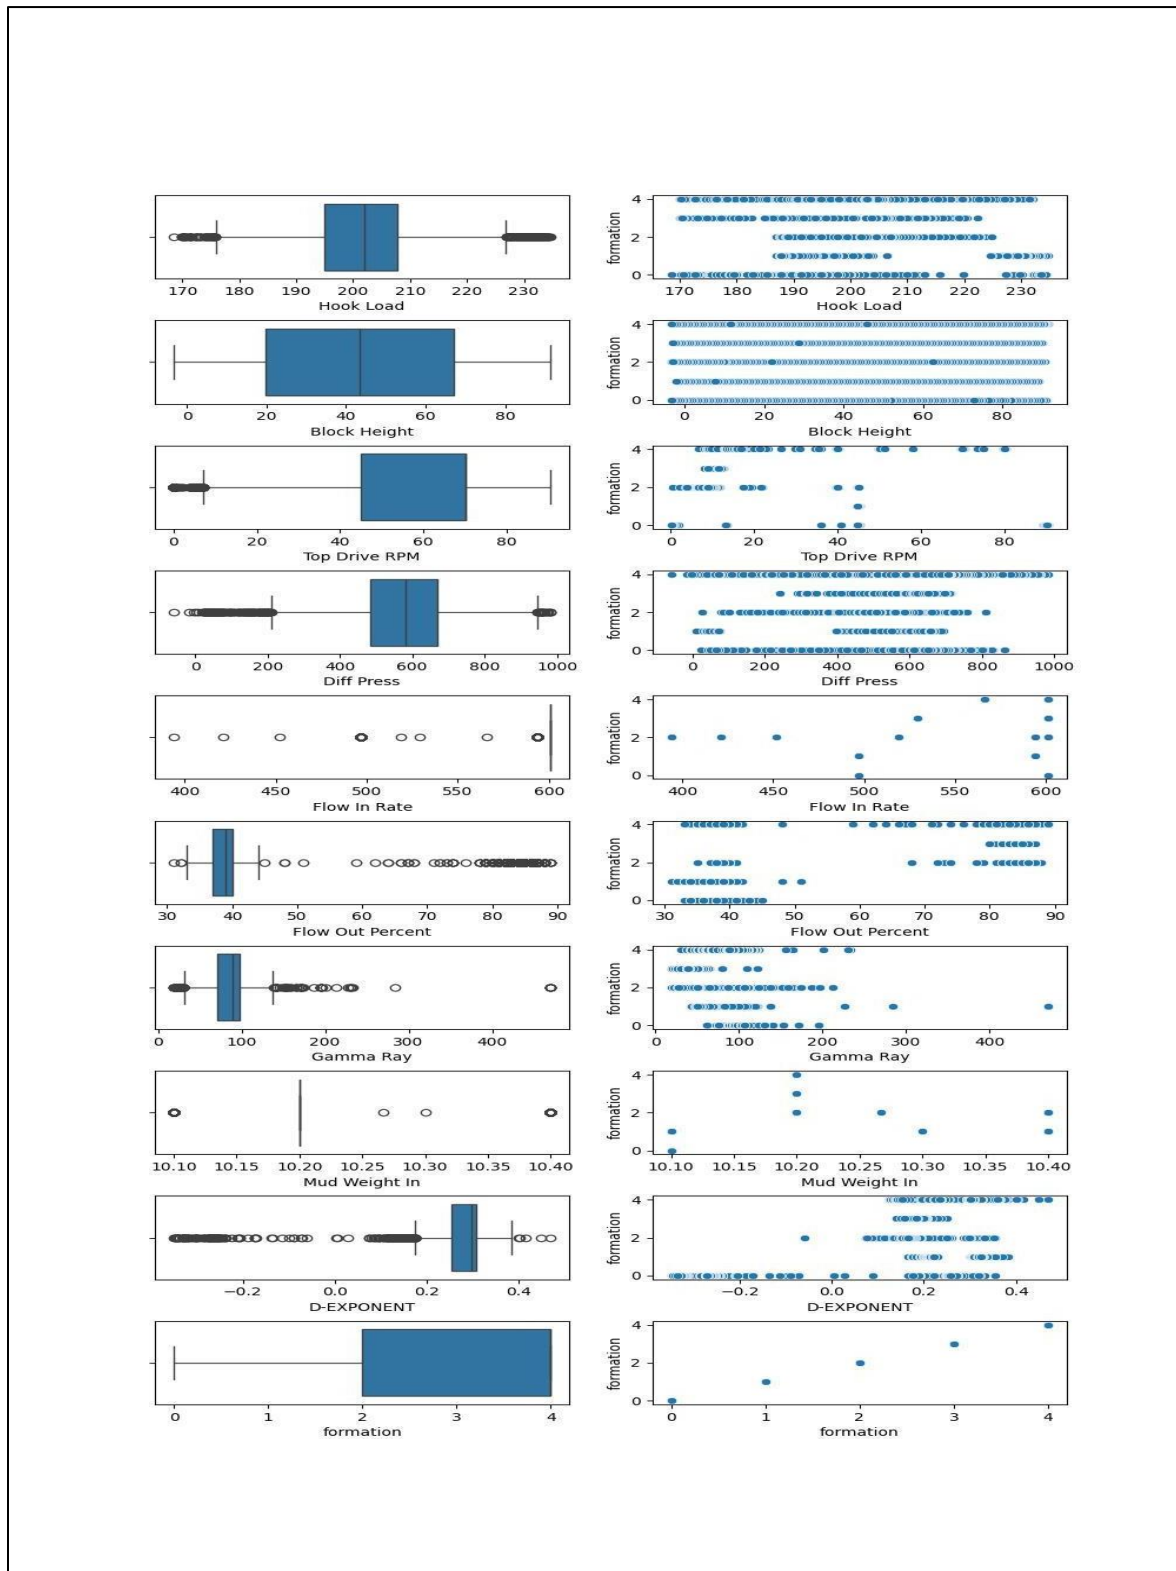 170 180 190 200 210 220 230
Hook Load
formation
4
2
0
170 180 190 200 210 220 230
Hook Load
0 20 40 60 80
Block Height
formation
4
2
0
0 20 40 60 80
Block Height
0 20 40 60 80
Top Drive RPM
formation
4
2
0
0 20 40 60 80
Top Drive RPM
0 200 400 600 800 1000
Diff Press
formation
4
2
0
0 200 400 600 800 1000
Diff Press
400 450 500 550 600
Flow In Rate
formation
4
2
0
400 450 500 550 600
Flow In Rate
30 40 50 60 70 80 90
Flow Out Percent
formation
4
2
0
30 40 50 60 70 80 90
Flow Out Percent
0 100 200 300 400
Gamma Ray
formation
4
2
0
0 100 200 300 400
Gamma Ray
10.10 10.15 10.20 10.25 10.30 10.35 10.40
Mud Weight In
formation
4
2
0
10.10 10.15 10.20 10.25 10.30 10.35 10.40
Mud Weight In
−0.2 0.0 0.2 0.4
D-EXPONENT
formation
4
2
0
−0.2 0.0 0.2 0.4
D-EXPONENT
0 1 2 3 4
formation
formation
4
2
0
0 1 2 3 4
formation